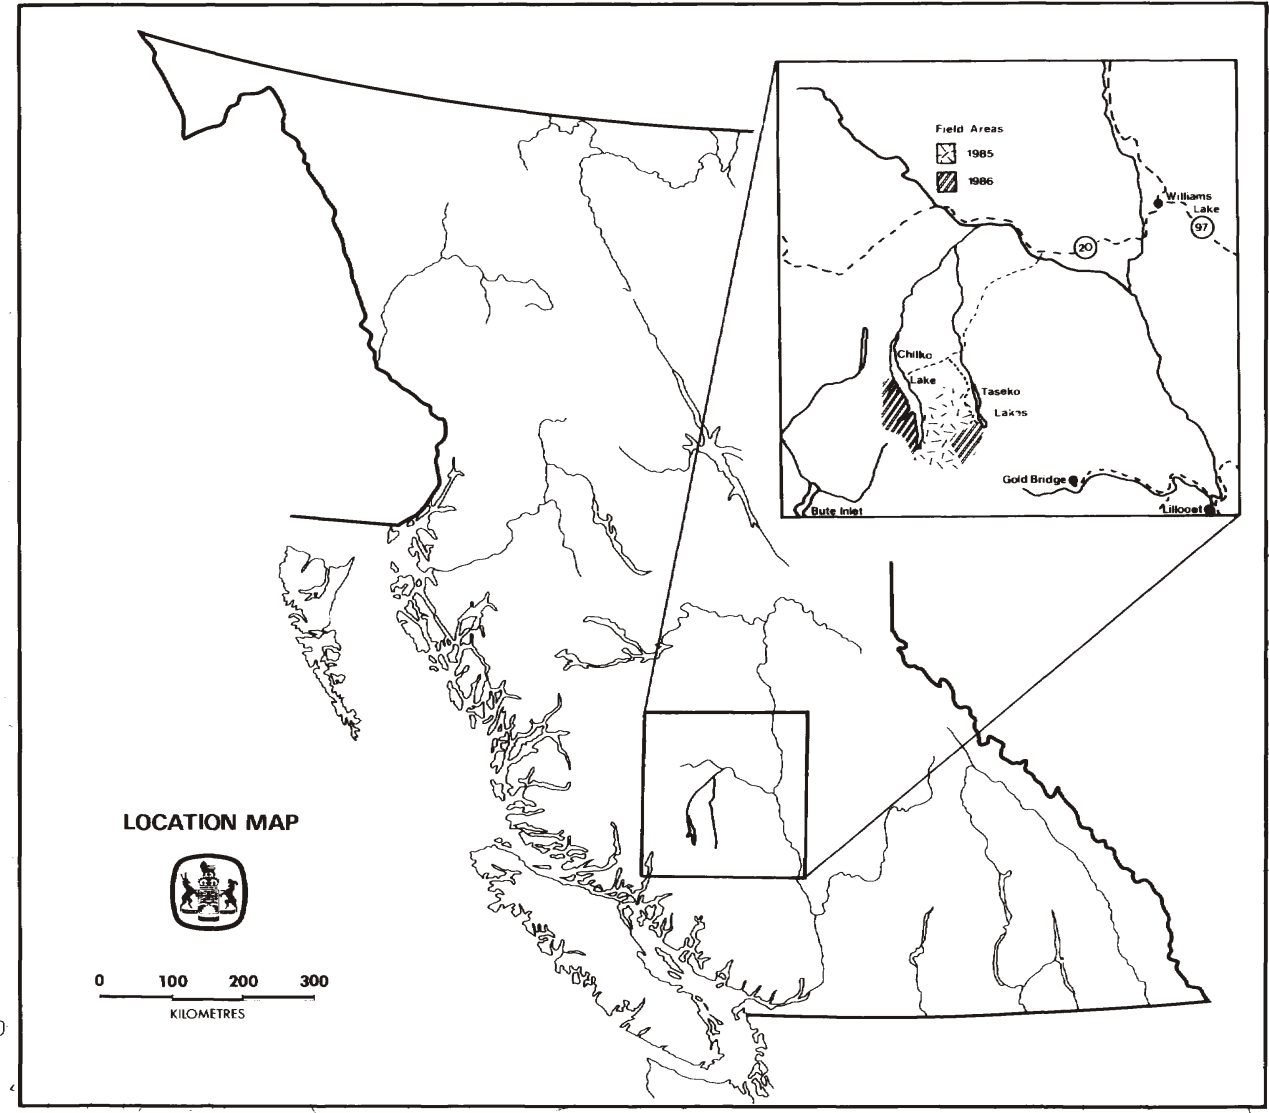 Field Areas
1985
1986
Williams
Lake
97
20
Chilko
Lake
Taseko
Lakes
Gold Bridge
Bute Inlet
Lillooet
LOCATION MAP
0 100 200 300
KILOMETRES